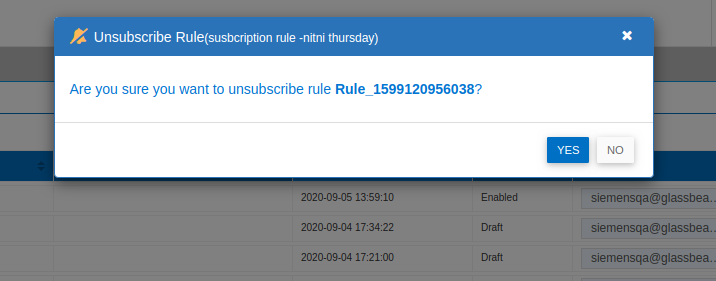 Unsubscribe Rule(susbcription rule -nitni thursday)
Are you sure you want to unsubscribe rule Rule_1599120956038?
YES NO
2020-09-05 13:59:10 Enabled siemensqa@glassbea...
2020-09-04 17:34:22 Draft siemensqa@glassbea...
2020-09-04 17:21:00 Draft siemensqa@glassbea...